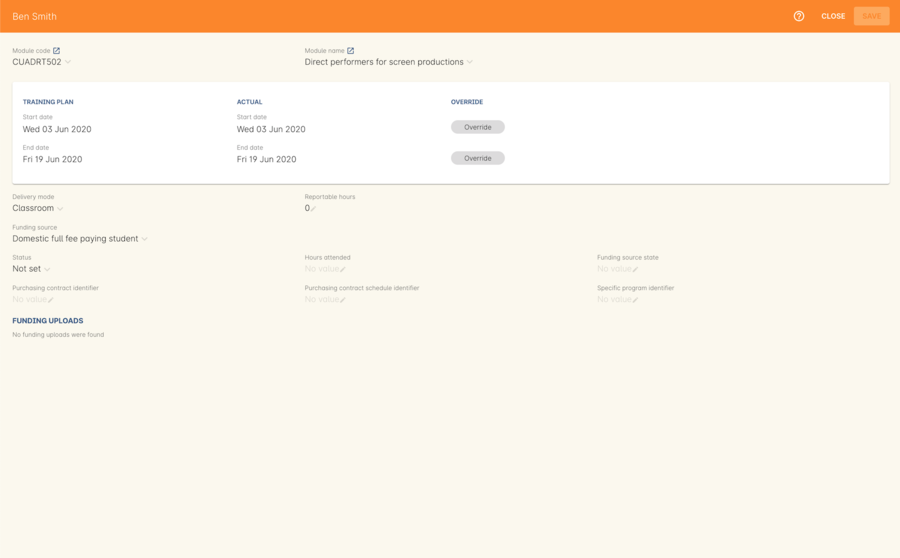 Ben Smith
CLOSE
SAVE
Module code
Module name
CUADRT502
Direct performers for screen productions
TRAINING PLAN
ACTUAL
OVERRIDE
Start date
Start date
Wed 03 Jun 2020
Wed 03 Jun 2020
Override
End date
End date
Fri 19 Jun 2020
Fri 19 Jun 2020
Override
Delivery mode
Reportable hours
Classroom
0
Funding source
Domestic full fee paying student
Status
Hours attended
Funding source state
Not set
No value
No value
Purchasing contract identifier
Purchasing contract schedule identifier
Specific program identifier
No value
No value
No value
FUNDING UPLOADS
No funding uploads were found